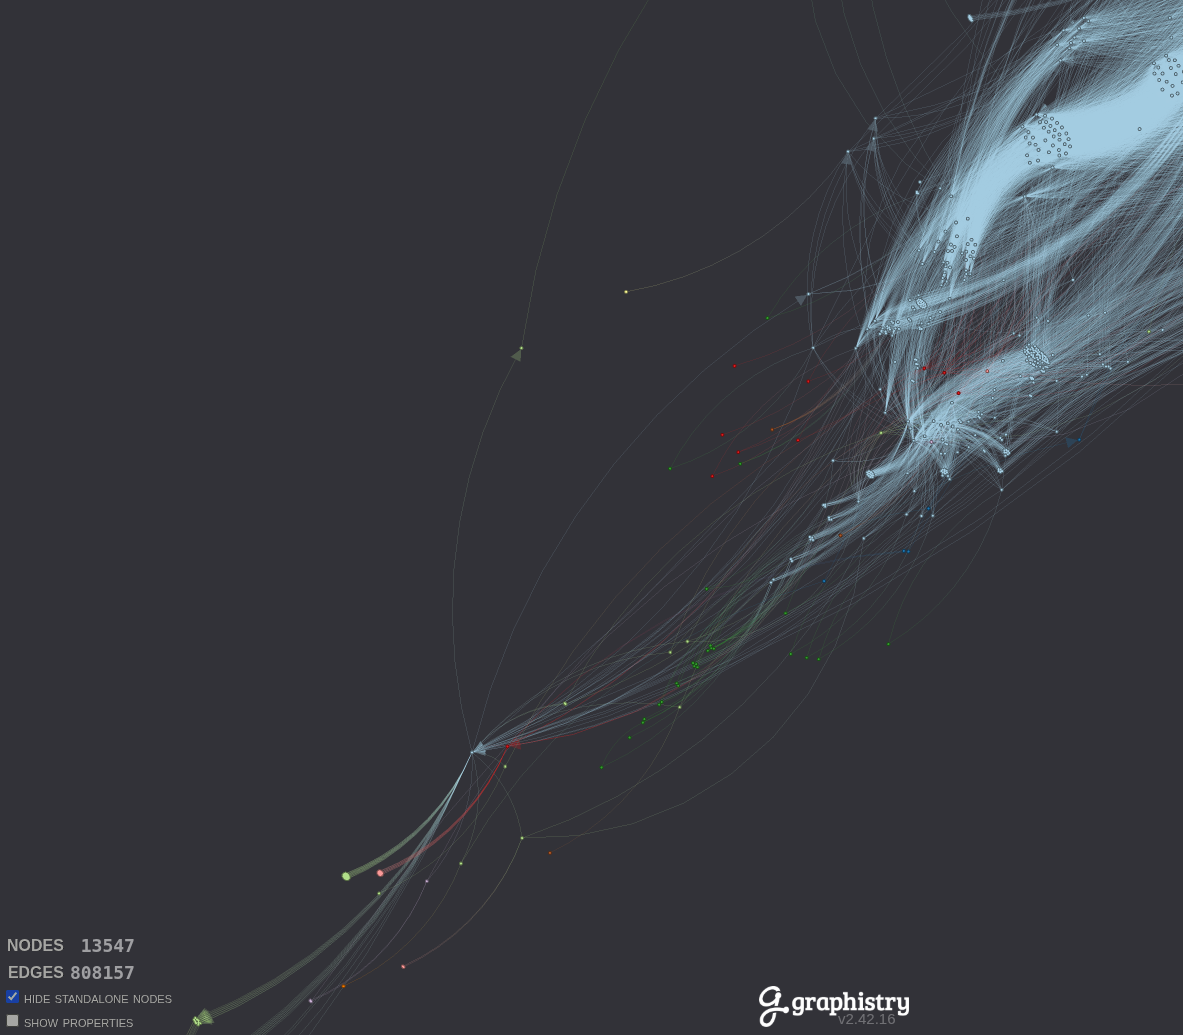 NODES 13547
EDGES 808157
HIDE STANDALONE NODES
SHOW PROPERTIES
graphistry
v2.42.16